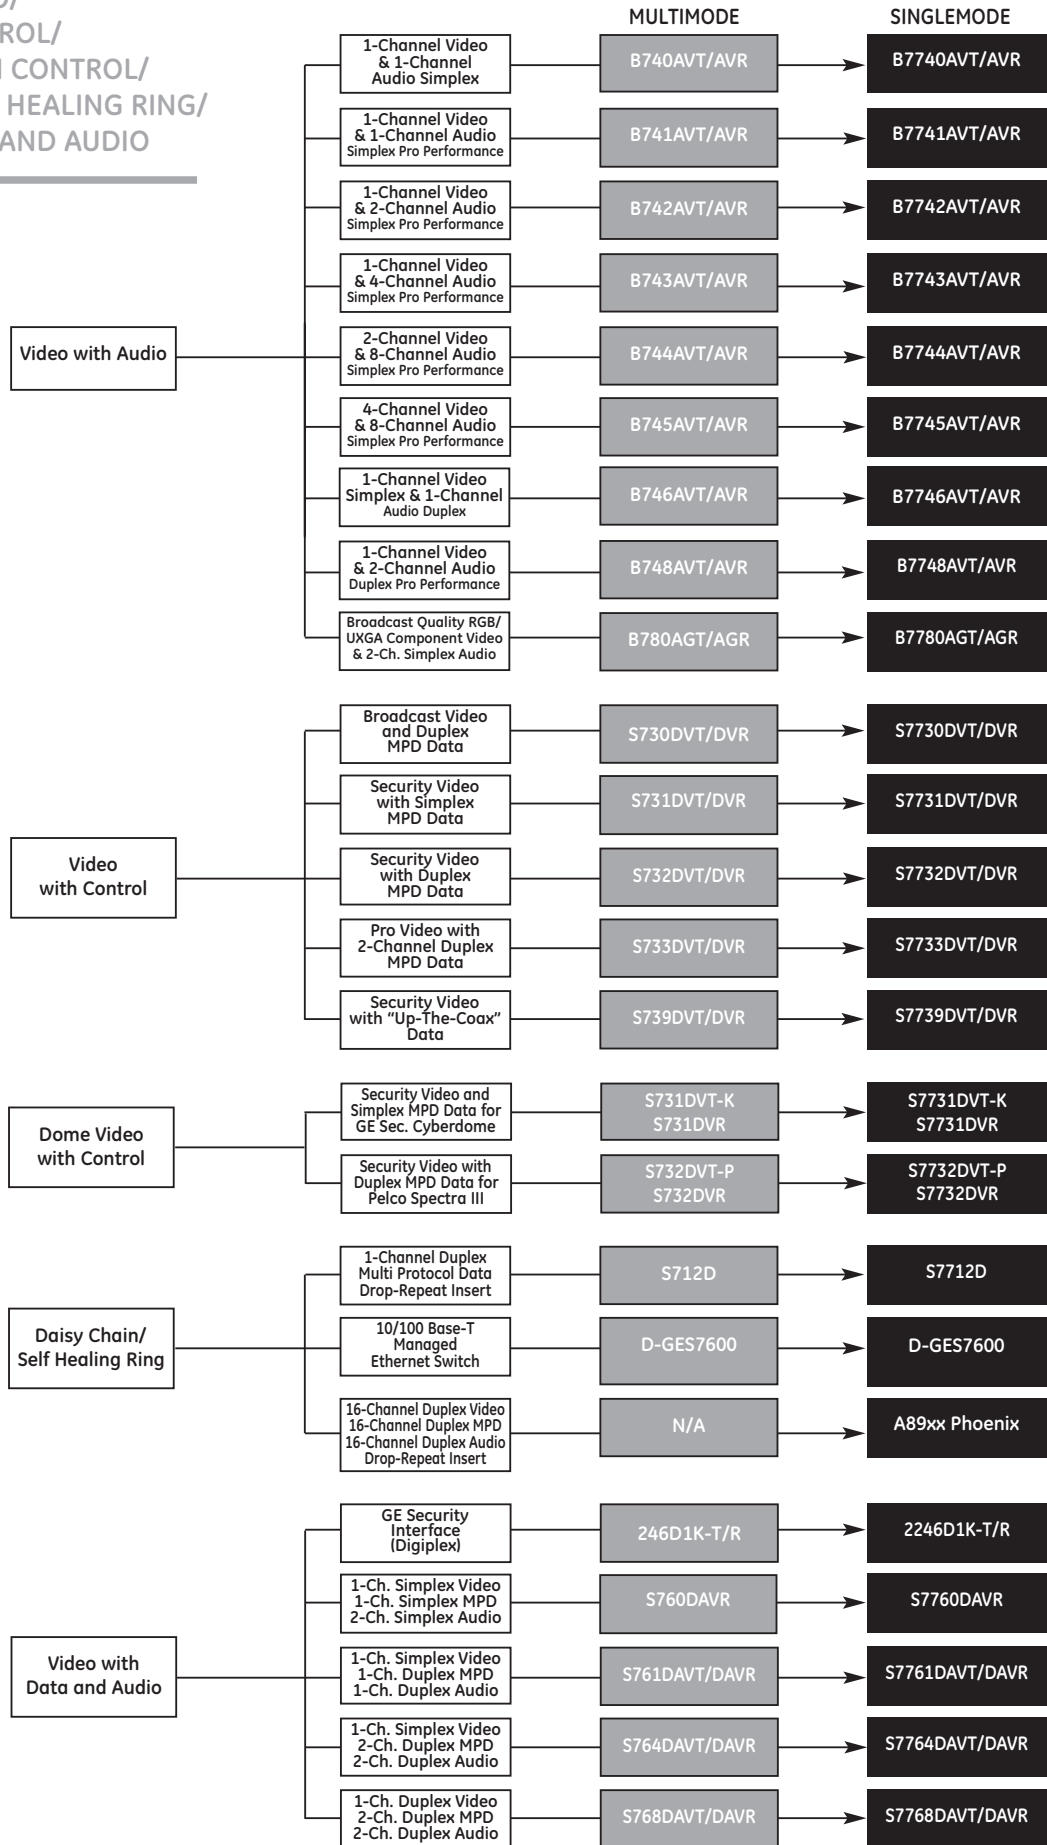 ROL/
CONTROL/
HEALING RING/
AND AUDIO
MULTIMODE
SINGLEMODE
Video with Audio
1-Channel Video
& 1-Channel
Audio Simplex
B740AVT/AVR
B7740AVT/AVR
1-Channel Video
& 1-Channel Audio
Simplex Pro Performance
B741AVT/AVR
B7741AVT/AVR
1-Channel Video
& 2-Channel Audio
Simplex Pro Performance
B742AVT/AVR
B7742AVT/AVR
1-Channel Video
& 4-Channel Audio
Simplex Pro Performance
B743AVT/AVR
B7743AVT/AVR
2-Channel Video
& 8-Channel Audio
Simplex Pro Performance
B744AVT/AVR
B7744AVT/AVR
4-Channel Video
& 8-Channel Audio
Simplex Pro Performance
B745AVT/AVR
B7745AVT/AVR
1-Channel Video
Simplex & 1-Channel
Audio Duplex
B746AVT/AVR
B7746AVT/AVR
1-Channel Video
& 2-Channel Audio
Duplex Pro Performance
B748AVT/AVR
B7748AVT/AVR
Broadcast Quality RGB/
UXGA Component Video
& 2-Ch. Simplex Audio
B780AGT/AGR
B7780AGT/AGR
Video
with Control
Broadcast Video
and Duplex
MPD Data
S730DVT/DVR
S7730DVT/DVR
Security Video
with Simplex
MPD Data
S731DVT/DVR
S7731DVT/DVR
Security Video
with Duplex
MPD Data
S732DVT/DVR
S7732DVT/DVR
Pro Video with
2-Channel Duplex
MPD Data
S733DVT/DVR
S7733DVT/DVR
Security Video
with “Up-The-Coax”
Data
S739DVT/DVR
S7739DVT/DVR
Dome Video
with Control
Security Video and
Simplex MPD Data for
GE Sec. Cyberdome
S731DVT-K
S731DVR
S7731DVT-K
S7731DVR
Security Video with
Duplex MPD Data for
Pelco Spectra III
S732DVT-P
S732DVR
S7732DVT-P
S7732DVR
Daisy Chain/
Self Healing Ring
1-Channel Duplex
Multi Protocol Data
Drop-Repeat Insert
S712D
S7712D
10/100 Base-T
Managed
Ethernet Switch
D-GES7600
D-GES7600
16-Channel Duplex Video
16-Channel Duplex MPD
16-Channel Duplex Audio
Drop-Repeat Insert
N/A
A89xx Phoenix
Video with
Data and Audio
GE Security
Interface
(Digiplex)
246D1K-T/R
2246D1K-T/R
1-Ch. Simplex Video
1-Ch. Simplex MPD
2-Ch. Simplex Audio
S760DAVR
S7760DAVR
1-Ch. Simplex Video
1-Ch. Duplex MPD
1-Ch. Duplex Audio
S761DAVT/DAVR
S7761DAVT/DAVR
1-Ch. Simplex Video
2-Ch. Duplex MPD
2-Ch. Duplex Audio
S764DAVT/DAVR
S7764DAVT/DAVR
1-Ch. Duplex Video
2-Ch. Duplex MPD
2-Ch. Duplex Audio
S768DAVT/DAVR
S7768DAVT/DAVR